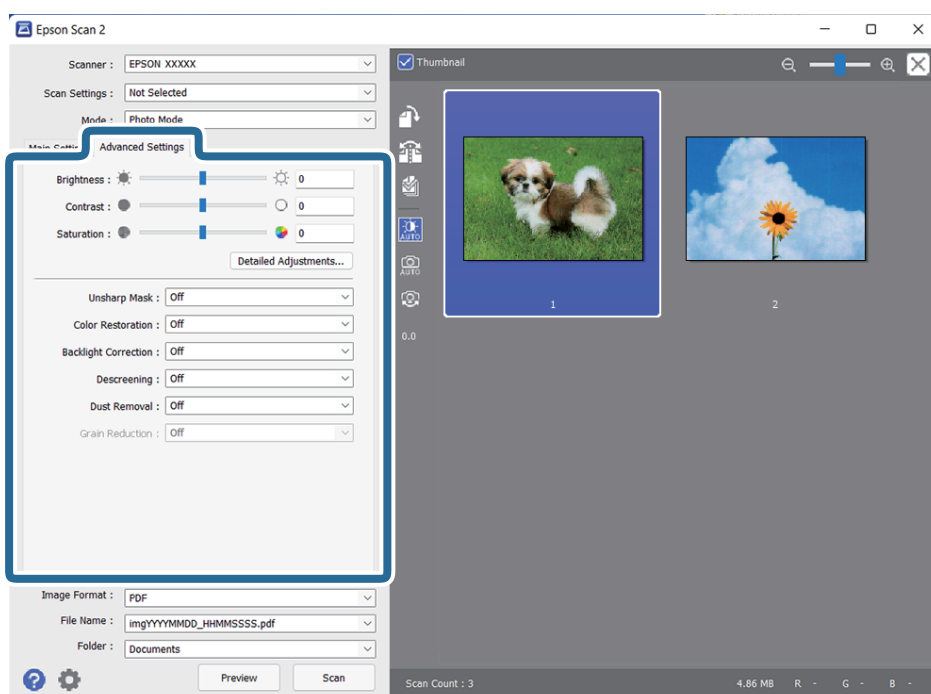 Epson Scan 2
Scanner : EPSON XXXXX
Scan Settings : Not Selected
Mode : Photo Mode
Advanced Settings
Brightness : 0
Contrast : 0
Saturation : 0
Detailed Adjustments...
Unsharp Mask : Off
Color Restoration : Off
Backlight Correction : Off
Descreening : Off
Dust Removal : Off
Grain Reduction : Off
Image Format : PDF
File Name : imgYYYYMMDD_HHMMSSSS.pdf
Folder : Documents
?
Preview
Scan
Thumbnail
AUTO
AUTO
0.0
1
2
Scan Count : 3
4.86 MB R - G - B -